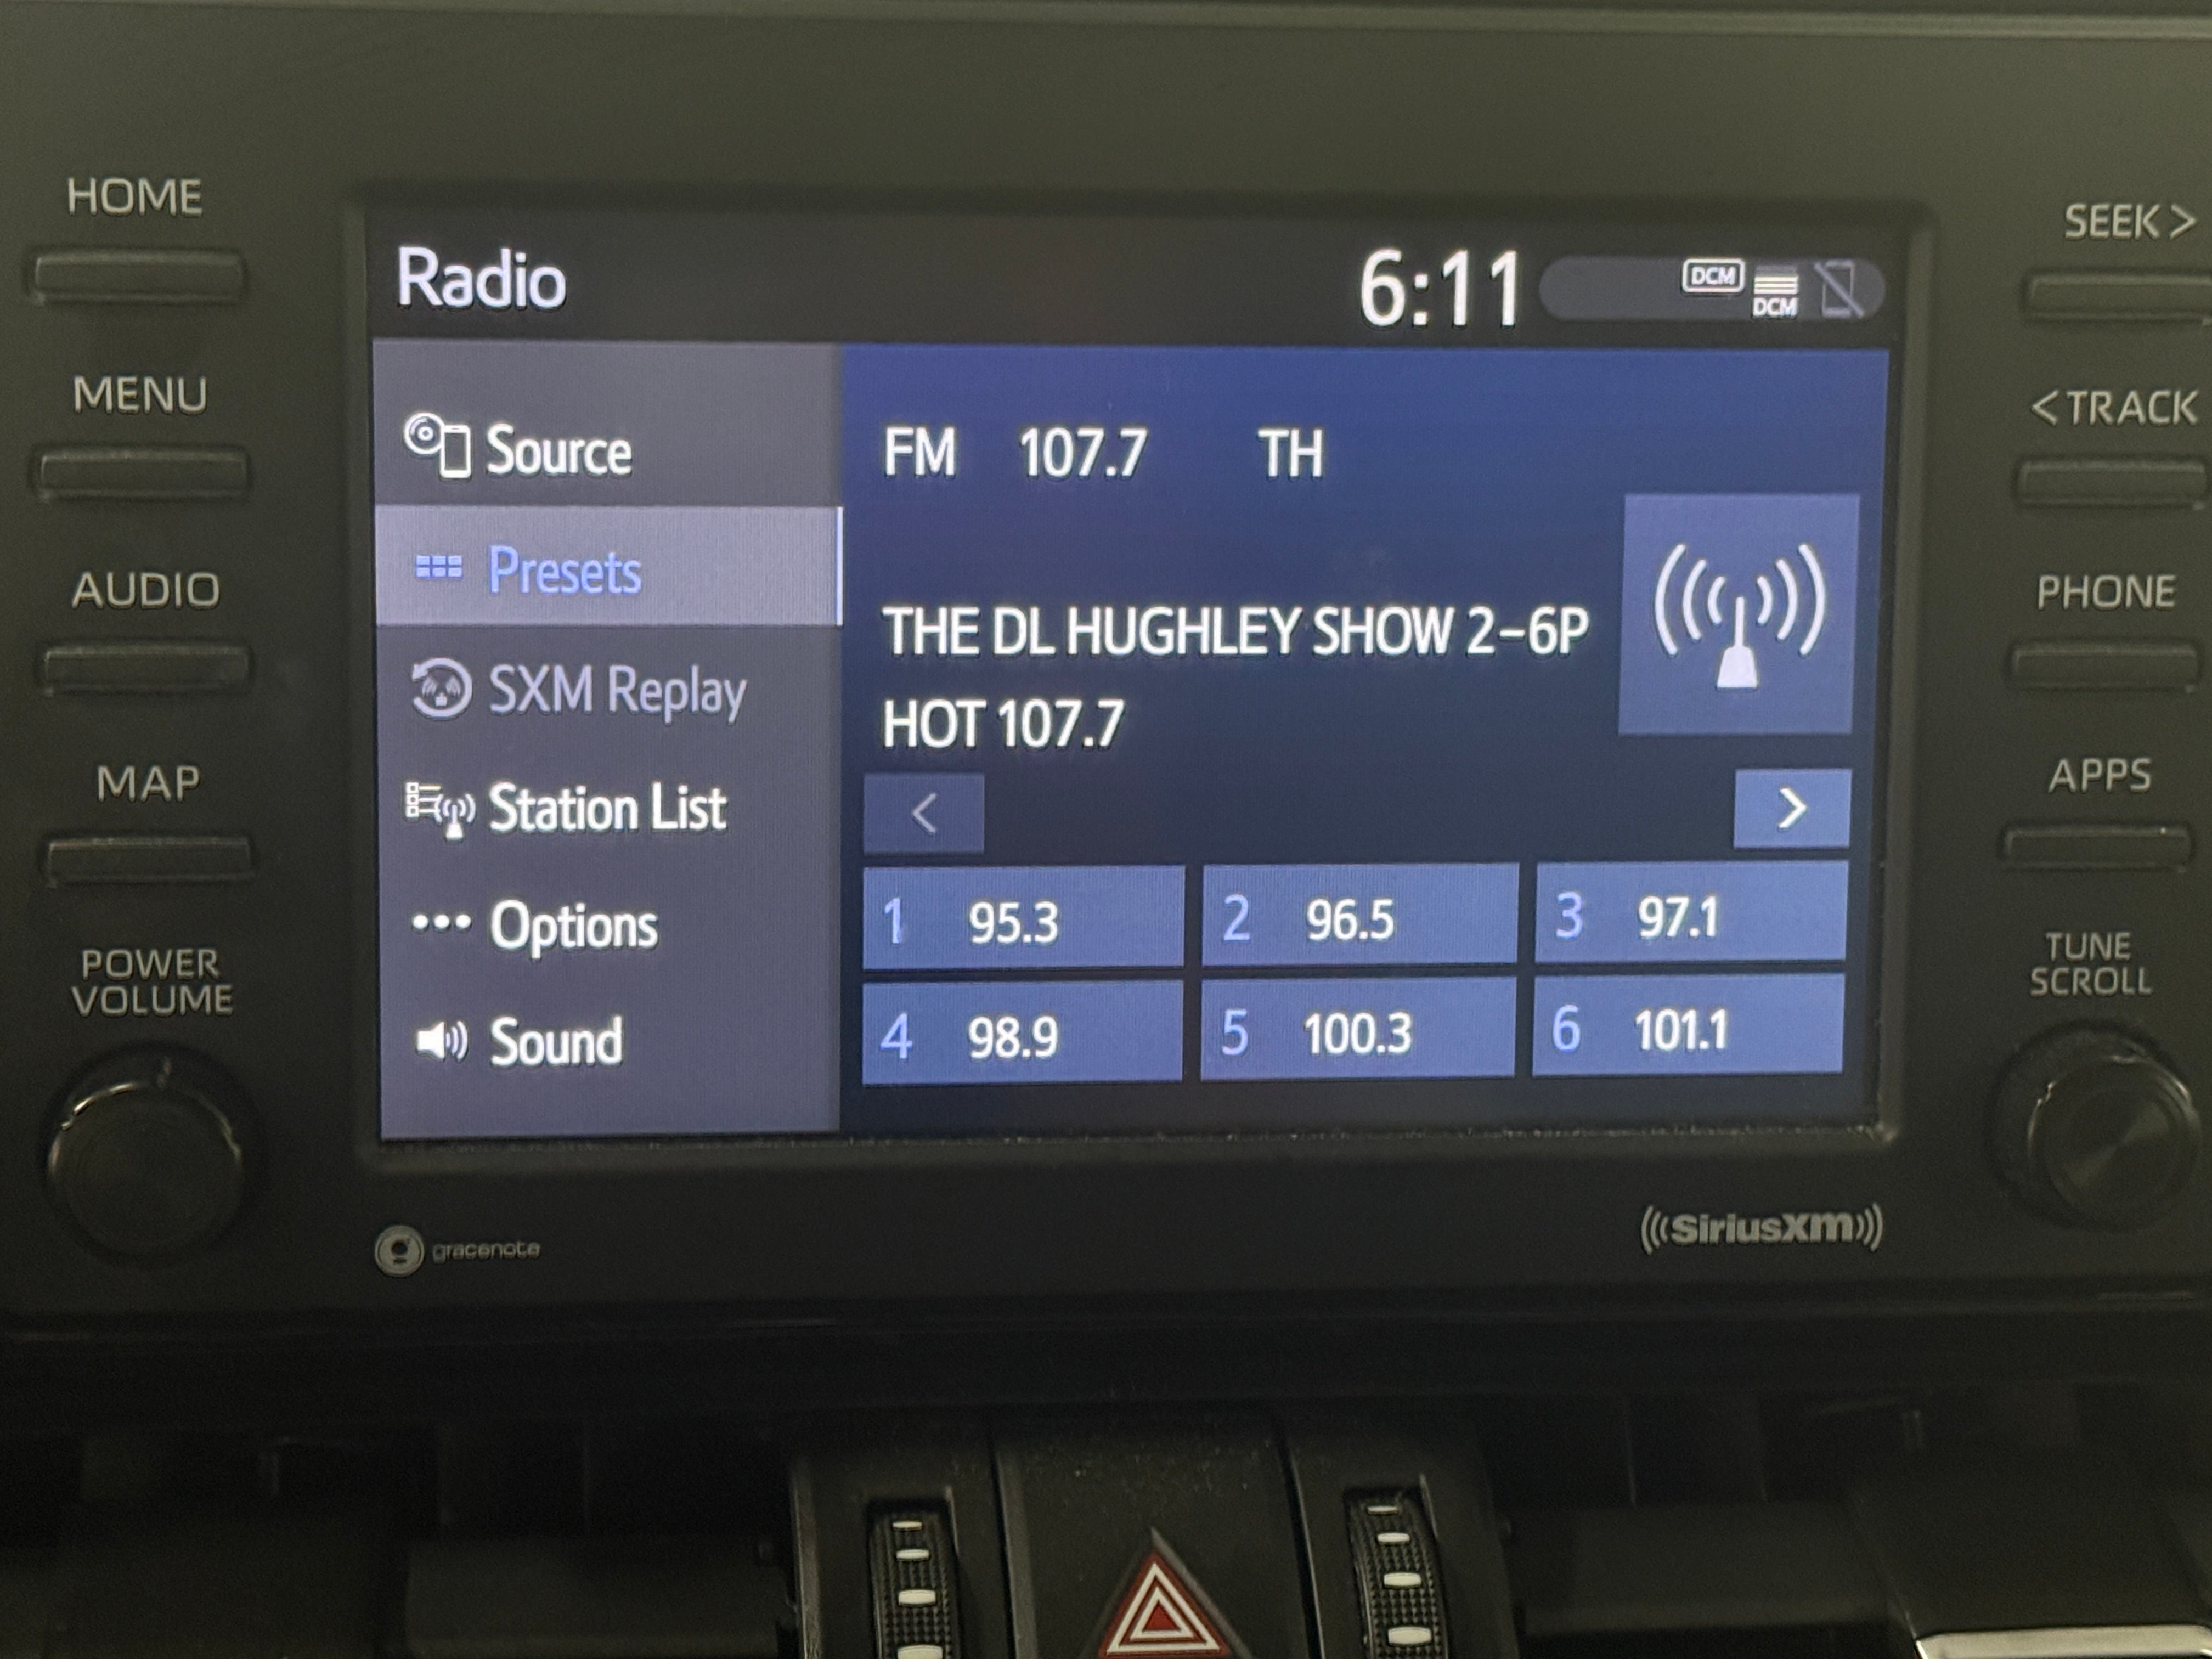 HOME
MENU
AUDIO
MAP
POWER
VOLUME
Radio
6:11
DCM
DCM
Source
Presets
SXM Replay
Station List
Options
Sound
FM 107.7 TH
THE DL HUGHLEY SHOW 2-6P
HOT 107.7
<
>
1 95.3
2 96.5
3 97.1
4 98.9
5 100.3
6 101.1
SEEK >
< TRACK
PHONE
APPS
TUNE
SCROLL
gracenote
((SiriusXM))